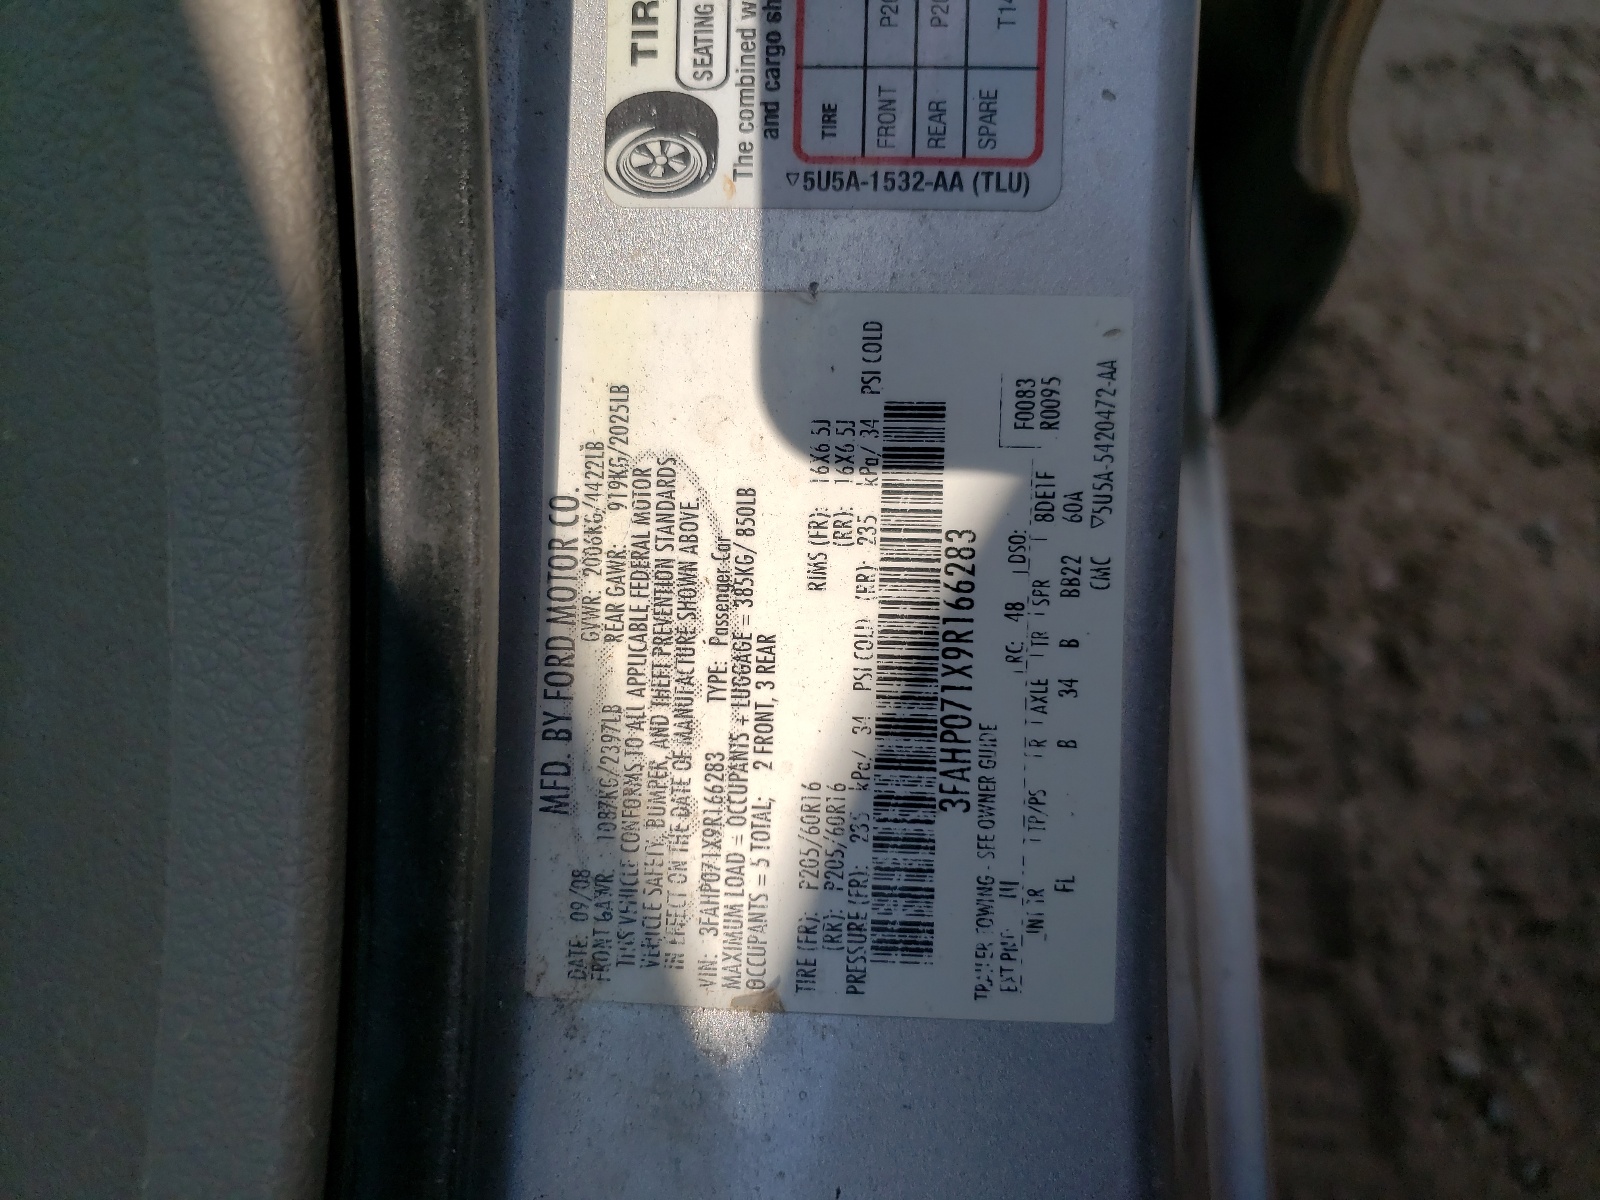 MFD. BY FORD MOTOR CO.
DATE: 09/08 GVWR: 2006KG/4422LB
FRONT GAWR: 1087KG/2397LB REAR GAWR: 919KG/2025LB
THIS VEHICLE CONFORMS TO ALL APPLICABLE FEDERAL MOTOR
VEHICLE SAFETY, BUMPER, AND THEFT PREVENTION STANDARDS
IN EFFECT ON THE DATE OF MANUFACTURE SHOWN ABOVE.
VIN: 3FAHP071X9R166283 TYPE: Passenger Car
MAXIMUM LOAD = OCCUPANTS + LUGGAGE = 385KG/850LB
OCCUPANTS = 5 TOTAL; 2 FRONT, 3 REAR
TIRE (FR): P205/60R16 RIMS (FR): 16X6.5J
(RR): P205/60R16 (RR): 16X6.5J
PRESSURE (FR): 235 kPa/ 34 PSI COLD (RR): 235 kPa/ 34 PSI COLD
3FAHP071X9R166283
TRAILER TOWING - SEE OWNER GUIDE
F0083
R0095
EXT PNT: RC: 48 DSO:
INT TR TP/PS R AXLE TR SPR 8DE1F
FL B 34 B BB22 60A
CMC ▽5U5A-5420472-AA
TIR
SEATING
The combined w
and cargo sh
TIRE
FRONT P20
REAR P20
SPARE T14
▽5U5A-1532-AA (TLU)